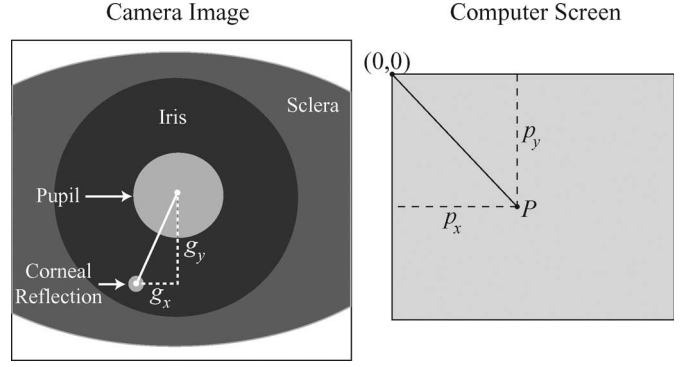 Camera Image
Computer Screen
(0,0)
Sclera
Iris
p_y
Pupil
P
p_x
g_y
Corneal
Reflection
g_x